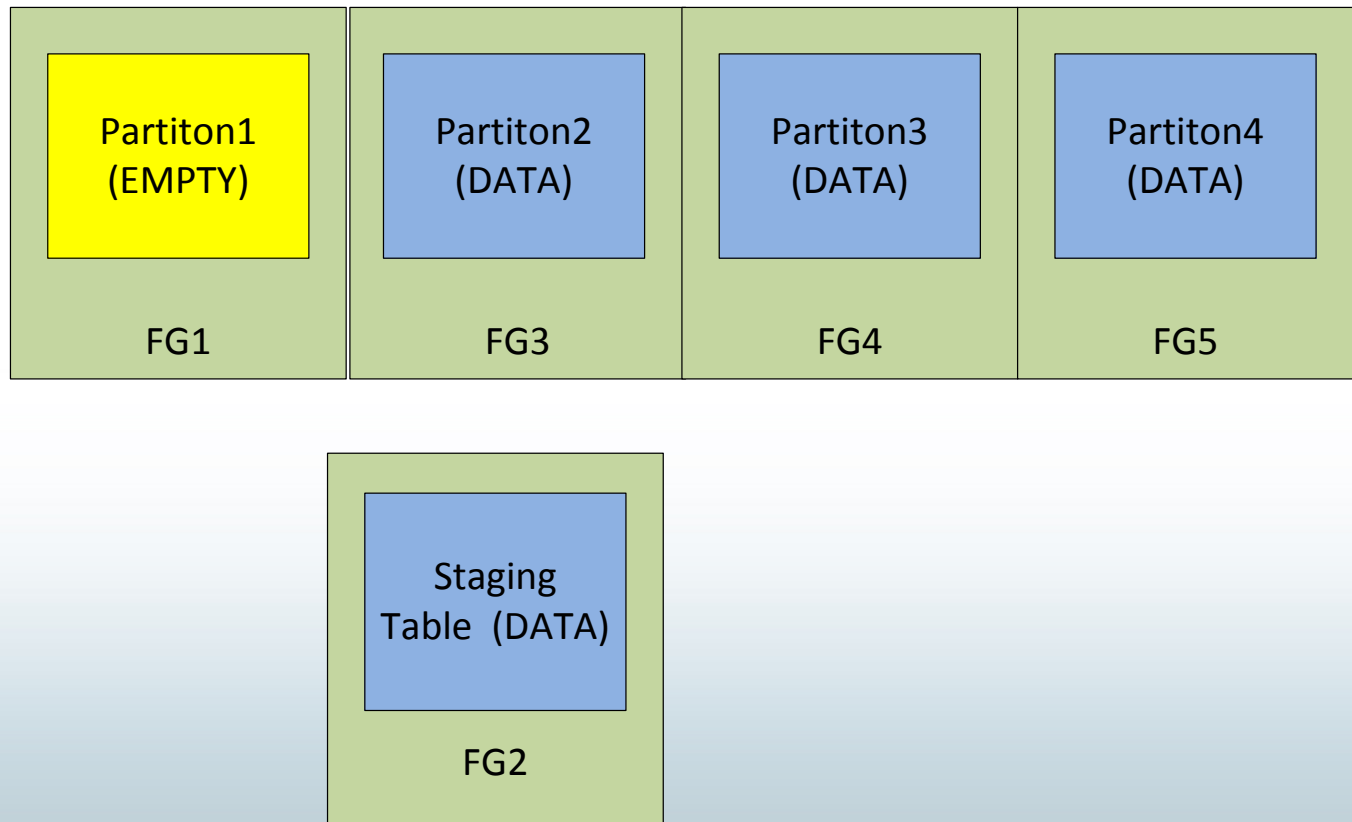 Partiton1
(EMPTY)
FG1
Partiton2
(DATA)
FG3
Partiton3
(DATA)
FG4
Partiton4
(DATA)
FG5
Staging
Table (DATA)
FG2